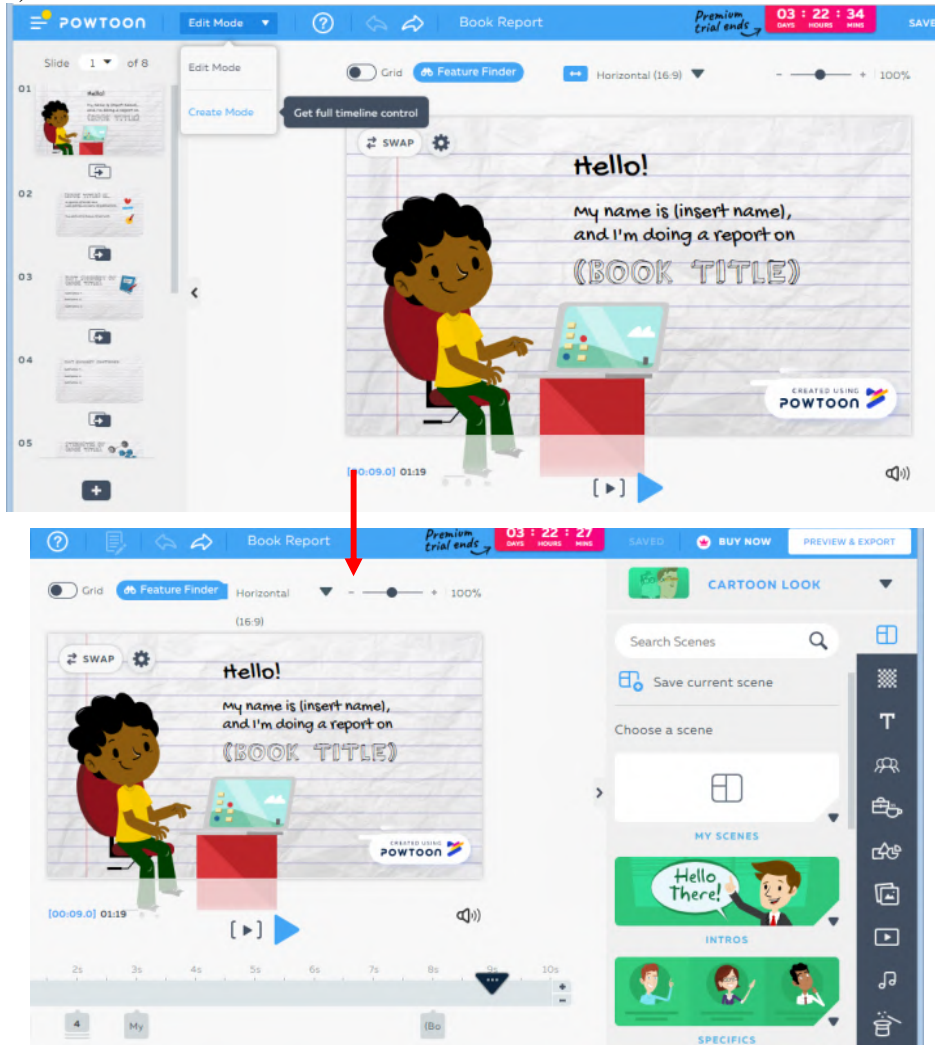 POWTOON
Edit Mode
Book Report
Premium
trial ends
03 : 22 : 34
DAYS HOURS MINS
SAVE
Slide 1 of 8
Edit Mode
Create Mode
Get full timeline control
Grid
Feature Finder
Horizontal (16:9)
- + 100%
01
02
03
04
05
SWAP
Hello!
My name is (insert name),
and I'm doing a report on
(BOOK TITLE)
CREATED USING
POWTOON
[00:09.0] 01:19
Book Report
Premium
trial ends
03 : 22 : 27
DAYS HOURS MINS
SAVED
BUY NOW
PREVIEW & EXPORT
Grid
Feature Finder
Horizontal
(16:9)
- + 100%
CARTOON LOOK
Search Scenes
Save current scene
Choose a scene
MY SCENES
Hello
There!
INTROS
SPECIFICS
SWAP
Hello!
My name is (insert name),
and I'm doing a report on
(BOOK TITLE)
CREATED USING
POWTOON
[00:09.0] 01:19
2s 3s 4s 5s 6s 7s 8s 9s 10s
4 My (Bo